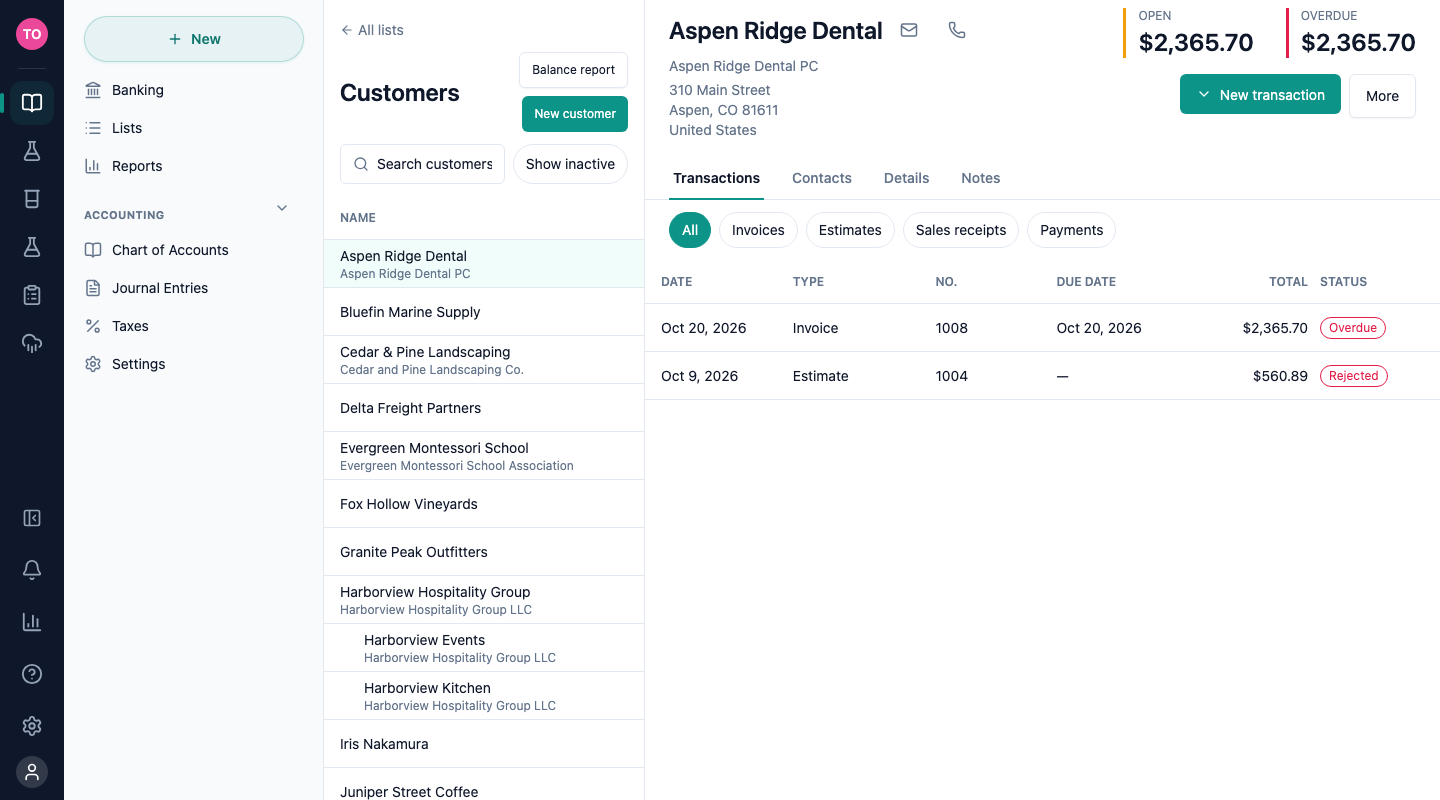 TO
New
Banking
Lists
Reports
ACCOUNTING
Chart of Accounts
Journal Entries
Taxes
Settings
All lists
Customers
Balance report
New customer
Search customers
Show inactive
NAME
Aspen Ridge Dental
Aspen Ridge Dental PC
Bluefin Marine Supply
Cedar & Pine Landscaping
Cedar and Pine Landscaping Co.
Delta Freight Partners
Evergreen Montessori School
Evergreen Montessori School Association
Fox Hollow Vineyards
Granite Peak Outfitters
Harborview Hospitality Group
Harborview Hospitality Group LLC
Harborview Events
Harborview Hospitality Group LLC
Harborview Kitchen
Harborview Hospitality Group LLC
Iris Nakamura
Juniper Street Coffee
Aspen Ridge Dental
Aspen Ridge Dental PC
310 Main Street
Aspen, CO 81611
United States
OPEN
$2,365.70
OVERDUE
$2,365.70
New transaction
More
Transactions Contacts Details Notes
All Invoices Estimates Sales receipts Payments
DATE TYPE NO. DUE DATE TOTAL STATUS
Oct 20, 2026 Invoice 1008 Oct 20, 2026 $2,365.70 Overdue
Oct 9, 2026 Estimate 1004 — $560.89 Rejected